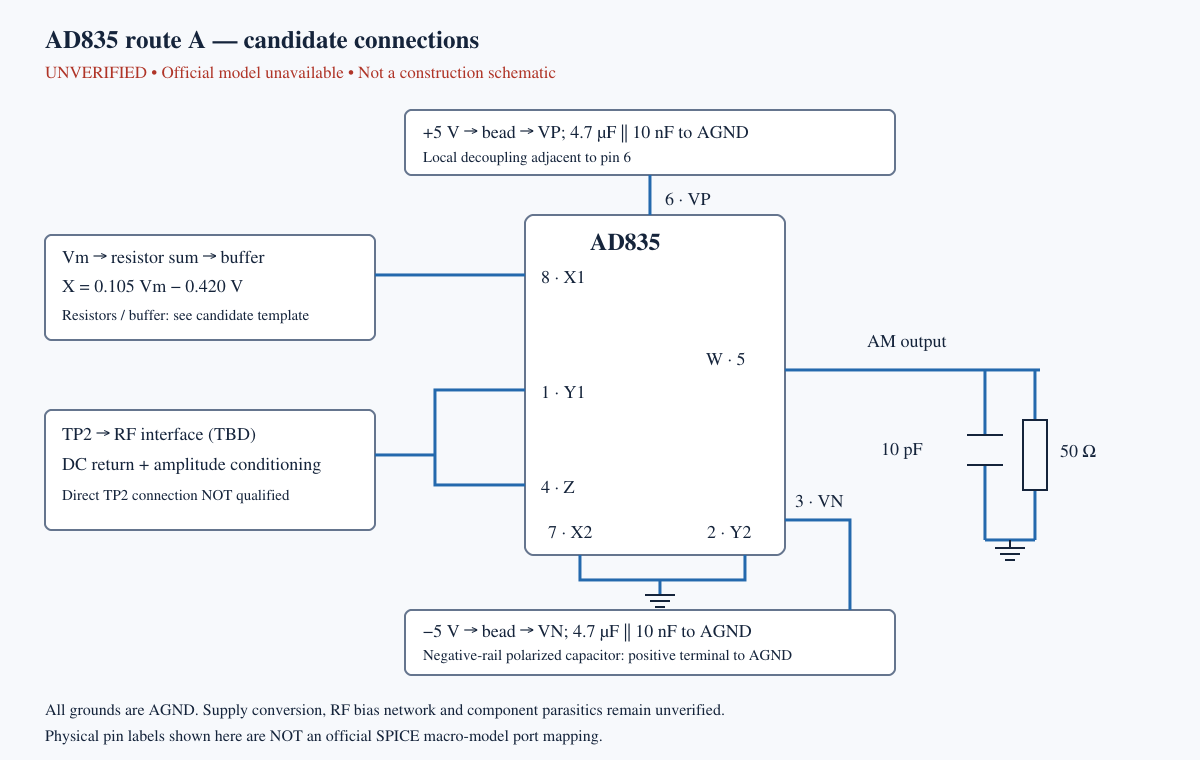 AD835 route A — candidate connections
UNVERIFIED • Official model unavailable • Not a construction schematic
+5 V → bead → VP; 4.7 µF || 10 nF to AGND
Local decoupling adjacent to pin 6
6 · VP
AD835
Vm → resistor sum → buffer
X = 0.105 Vm − 0.420 V
Resistors / buffer: see candidate template
8 · X1
AM output
W · 5
1 · Y1
TP2 → RF interface (TBD)
DC return + amplitude conditioning
Direct TP2 connection NOT qualified
10 pF
50 Ω
4 · Z
3 · VN
7 · X2
2 · Y2
−5 V → bead → VN; 4.7 µF || 10 nF to AGND
Negative-rail polarized capacitor: positive terminal to AGND
All grounds are AGND. Supply conversion, RF bias network and component parasitics remain unverified.
Physical pin labels shown here are NOT an official SPICE macro-model port mapping.